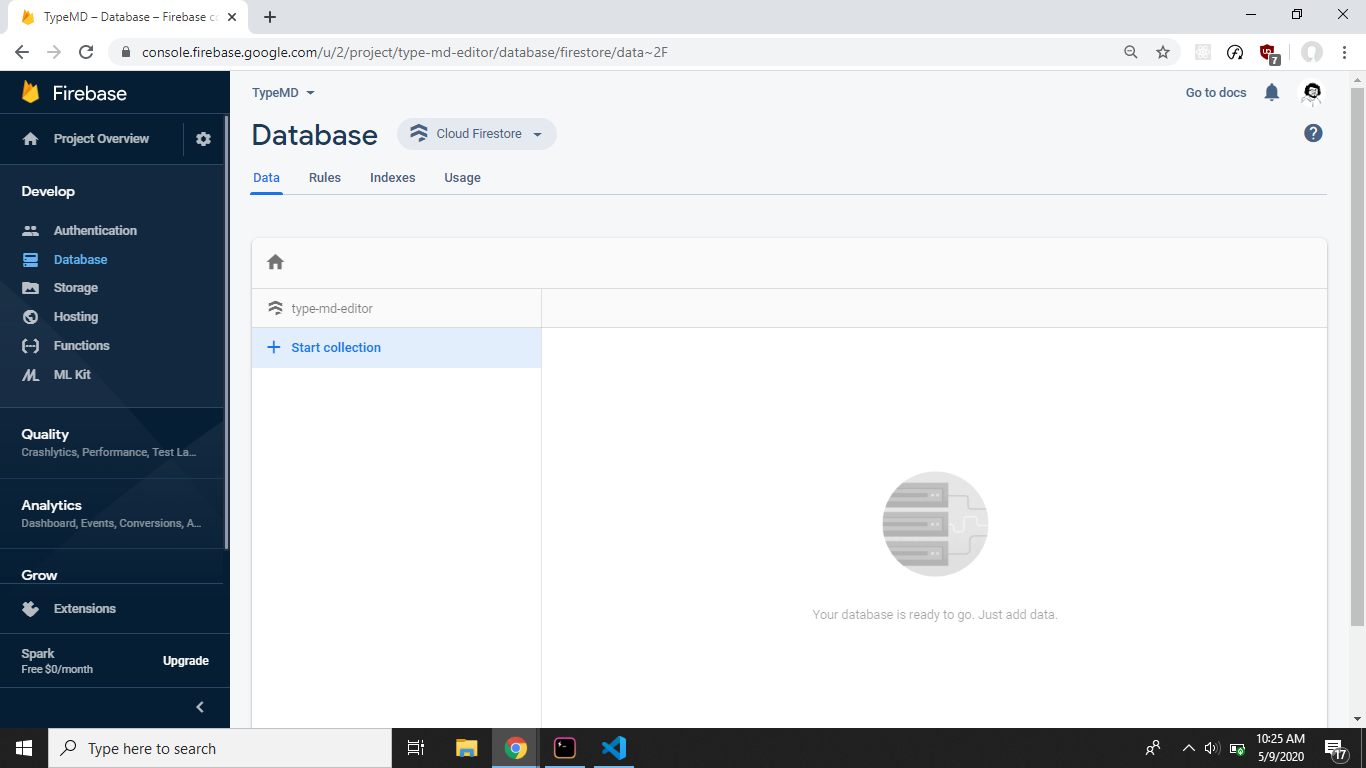 TypeMD – Database – Firebase co
console.firebase.google.com/u/2/project/type-md-editor/database/firestore/data~2F
7
Firebase
Project Overview
Develop
Authentication
Database
Storage
Hosting
Functions
ML Kit
Quality
Crashlytics, Performance, Test La...
Analytics
Dashboard, Events, Conversions, A...
Grow
Extensions
Spark
Free $0/month
Upgrade
TypeMD
Go to docs
Database
Cloud Firestore
Data
Rules
Indexes
Usage
type-md-editor
Start collection
Your database is ready to go. Just add data.
Type here to search
10:25 AM
5/9/2020
17